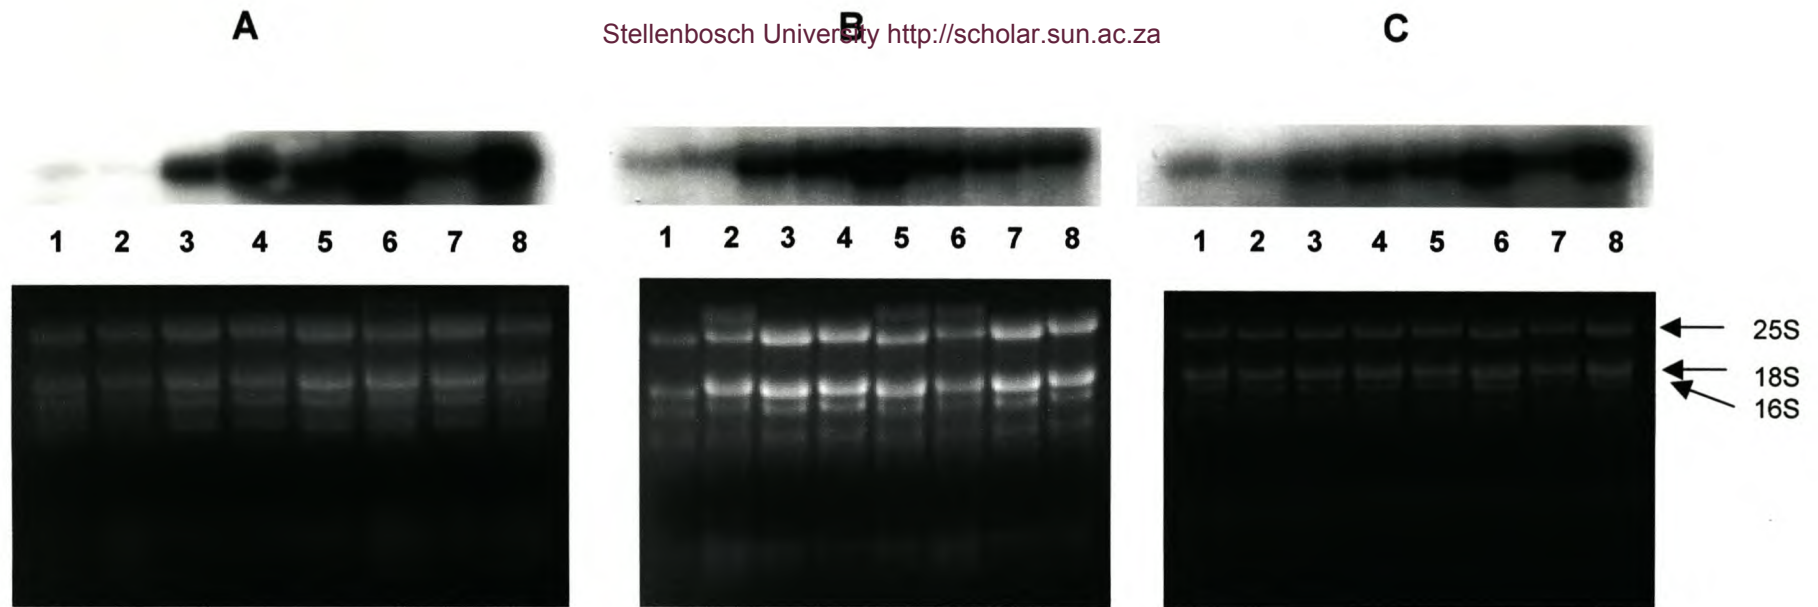 A B C
Stellenbosch University http://scholar.sun.ac.za
1 2 3 4 5 6 7 8
1 2 3 4 5 6 7 8
1 2 3 4 5 6 7 8
25S
18S
16S